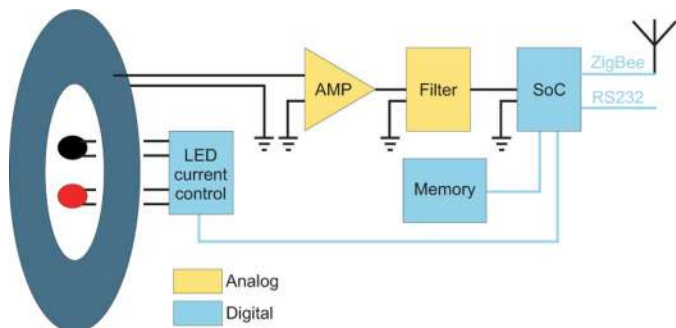 ZigBee
AMP
Filter
SoC
RS232
LED
current
control
Memory
Analog
Digital